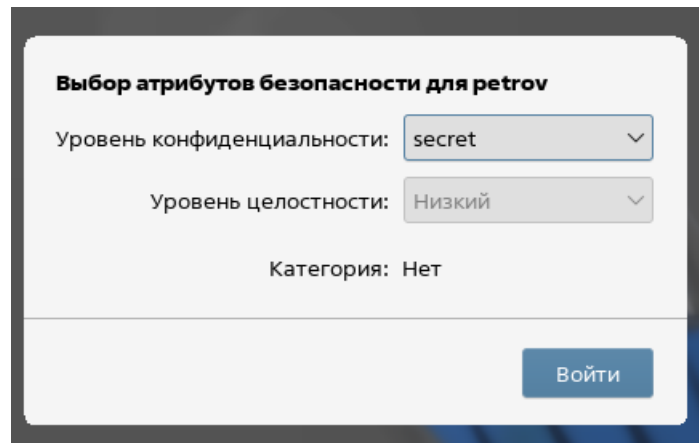 Выбор атрибутов безопасности для petrov
Уровень конфиденциальности: secret
Уровень целостности: Низкий
Категория: Нет
Войти